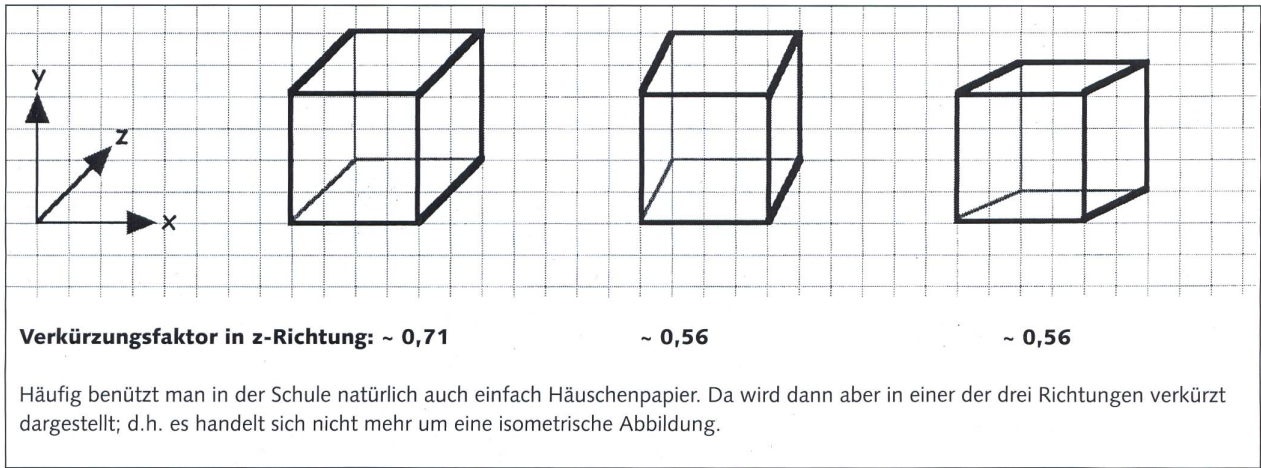 y
z
x
Verkürzungsfaktor in z-Richtung: ~ 0,71 ~ 0,56 ~ 0,56
Häufig benützt man in der Schule natürlich auch einfach Häuschenpapier. Da wird dann aber in einer der drei Richtungen verkürzt
dargestellt; d.h. es handelt sich nicht mehr um eine isometrische Abbildung.